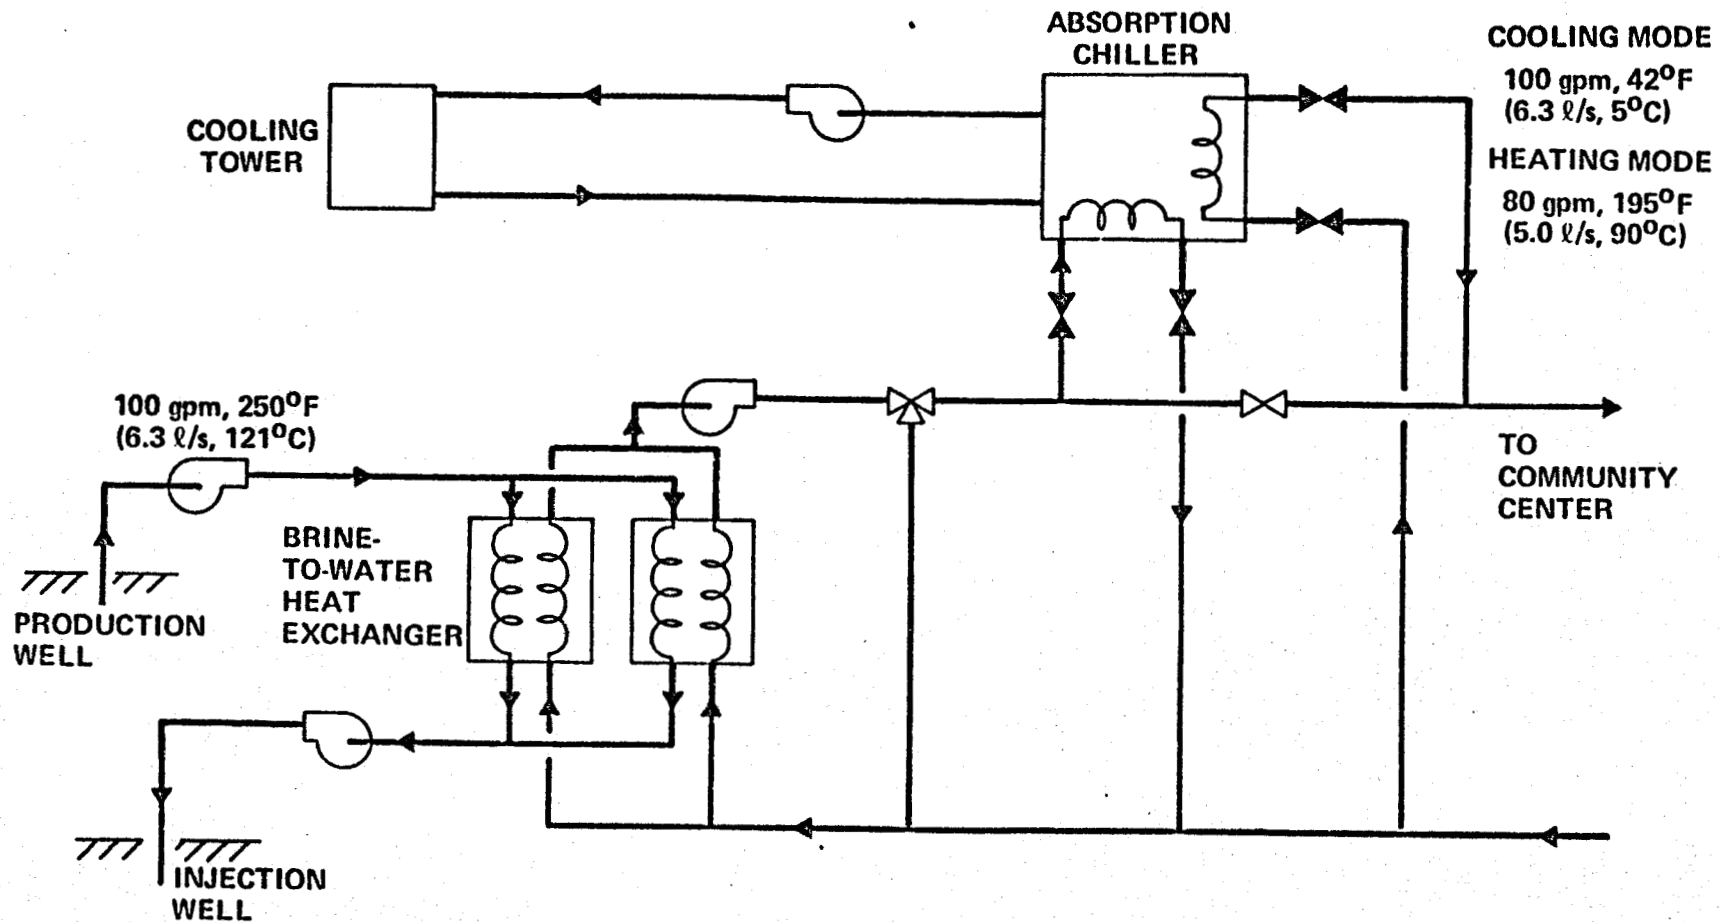 ABSORPTION
CHILLER
COOLING MODE
100 gpm, 42°F
(6.3 ℓ/s, 5°C)
HEATING MODE
80 gpm, 195°F
(5.0 ℓ/s, 90°C)
COOLING
TOWER
100 gpm, 250°F
(6.3 ℓ/s, 121°C)
TO
COMMUNITY
CENTER
BRINE-
TO-WATER
HEAT
EXCHANGER
PRODUCTION
WELL
INJECTION
WELL